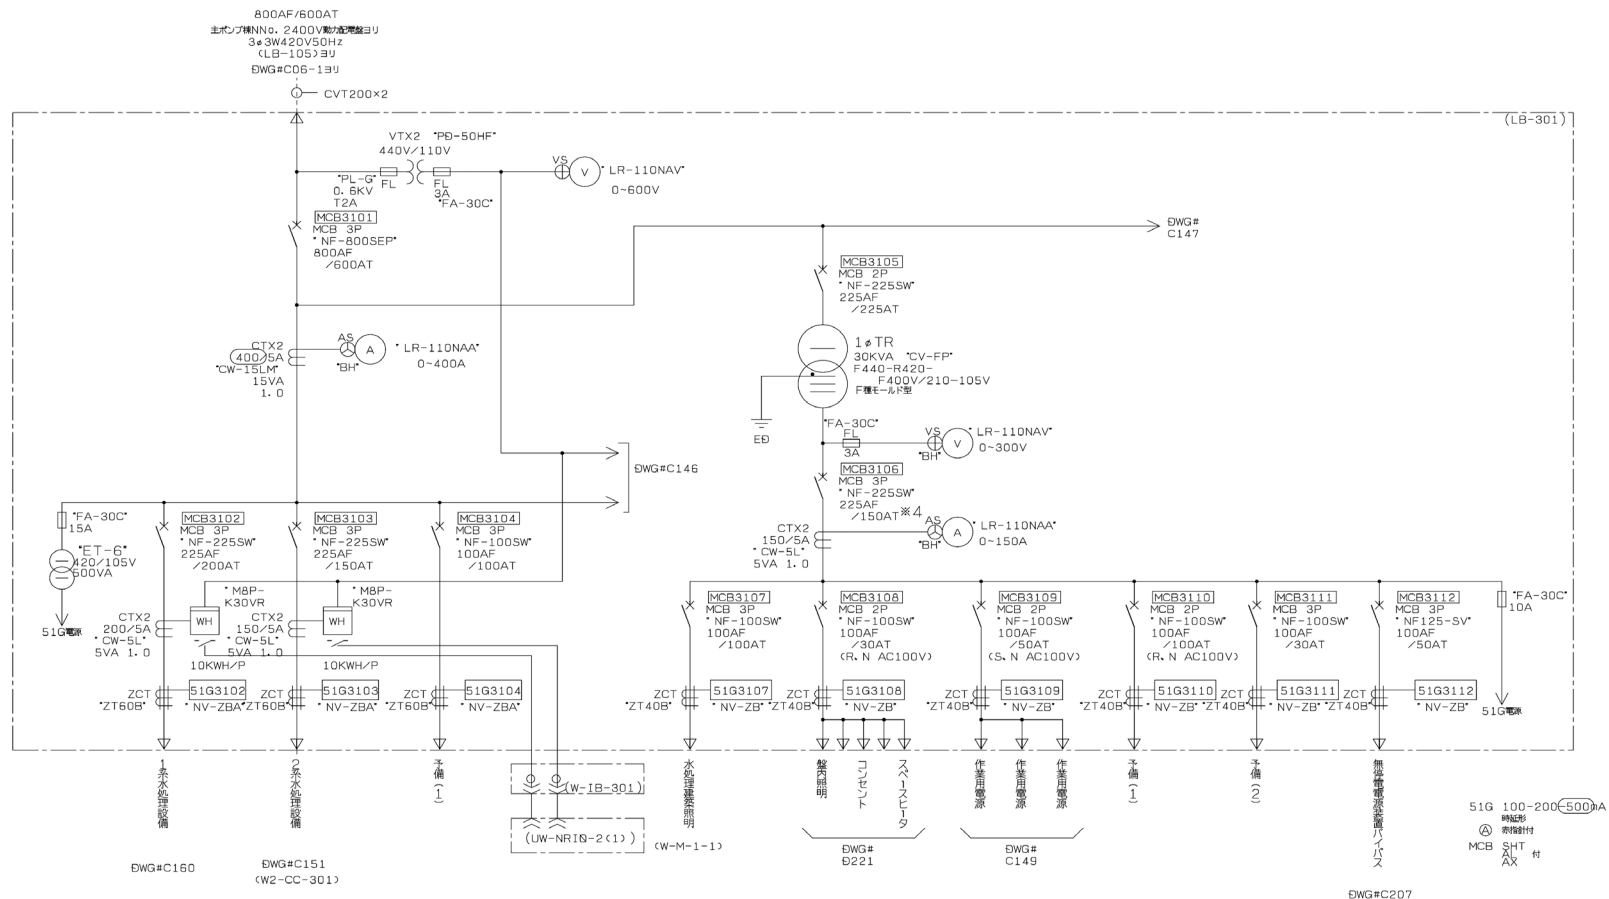 800AF/600AT
主ポンプ棟NNo. 2400V動力配電盤ヨリ
3φ3W420V50Hz
(LB-105)ヨリ
DWG#C06-1ヨリ
CVT200×2
(LB-301)
VTX2 "PD-50HF"
440V/110V
"PL-G"
0.6KV
T2A
FL
FL
3A
"FA-30C"
VS
V
"LR-110NAV"
0~600V
MCB3101
MCB 3P
"NF-800SEP"
800AF
/600AT
DWG#
C147
MCB3105
MCB 2P
"NF-225SW"
225AF
/225AT
CTX2
400/5A
"CW-15LM"
15VA
1.0
AS
"BH"
A
"LR-110NAA"
0~400A
1φTR
30KVA "CV-FP"
F440-R420-
F400V/210-105V
F種モールド型
ED
"FA-30C"
FL
3A
VS
"BH"
V
"LR-110NAV"
0~300V
DWG#C146
MCB3106
MCB 3P
"NF-225SW"
225AF
/150AT※4
CTX2
150/5A
"CW-5L"
5VA 1.0
AS
"BH"
A
"LR-110NAA"
0~150A
"FA-30C"
15A
"ET-6"
420/105V
500VA
51G電源
MCB3102
MCB 3P
"NF-225SW"
225AF
/200AT
MCB3103
MCB 3P
"NF-225SW"
225AF
/150AT
MCB3104
MCB 3P
"NF-100SW"
100AF
/100AT
"M8P-
K30VR
WH
CTX2
200/5A
"CW-5L"
5VA 1.0
10KWH/P
"M8P-
K30VR
WH
CTX2
150/5A
"CW-5L"
5VA 1.0
10KWH/P
MCB3107
MCB 3P
"NF-100SW"
100AF
/100AT
MCB3108
MCB 2P
"NF-100SW"
100AF
/30AT
(R.N AC100V)
MCB3109
MCB 2P
"NF-100SW"
100AF
/50AT
(S.N AC100V)
MCB3110
MCB 2P
"NF-100SW"
100AF
/100AT
(R.N AC100V)
MCB3111
MCB 3P
"NF-100SW"
100AF
/30AT
MCB3112
MCB 3P
"NF125-SV"
100AF
/50AT
"FA-30C"
10A
51G電源
ZCT
"ZT60B"
51G3102
"NV-ZBA"
ZCT
"ZT60B"
51G3103
"NV-ZBA"
ZCT
"ZT60B"
51G3104
"NV-ZBA"
ZCT
"ZT40B"
51G3107
"NV-ZB"
ZCT
"ZT40B"
51G3108
"NV-ZB"
ZCT
"ZT40B"
51G3109
"NV-ZB"
ZCT
"ZT40B"
51G3110
"NV-ZB"
ZCT
"ZT40B"
51G3111
"NV-ZB"
ZCT
"ZT40B"
51G3112
"NV-ZB"
1系水処理設備
2系水処理設備
予備(1)
(W-IB-301)
(UW-NRIO-2(1))
(W-M-1-1)
水処理建築照明
盤内照明
コンセント
スペースヒータ
作業用電源
作業用電源
作業用電源
予備(1)
予備(2)
無停電電源装置バイパス
DWG#C160
DWG#C151
(W2-CC-301)
DWG#
D221
DWG#
C149
DWG#C207
51G 100-200-500mA
時延形
A 赤指針付
MCB SHT
AL 付
AX